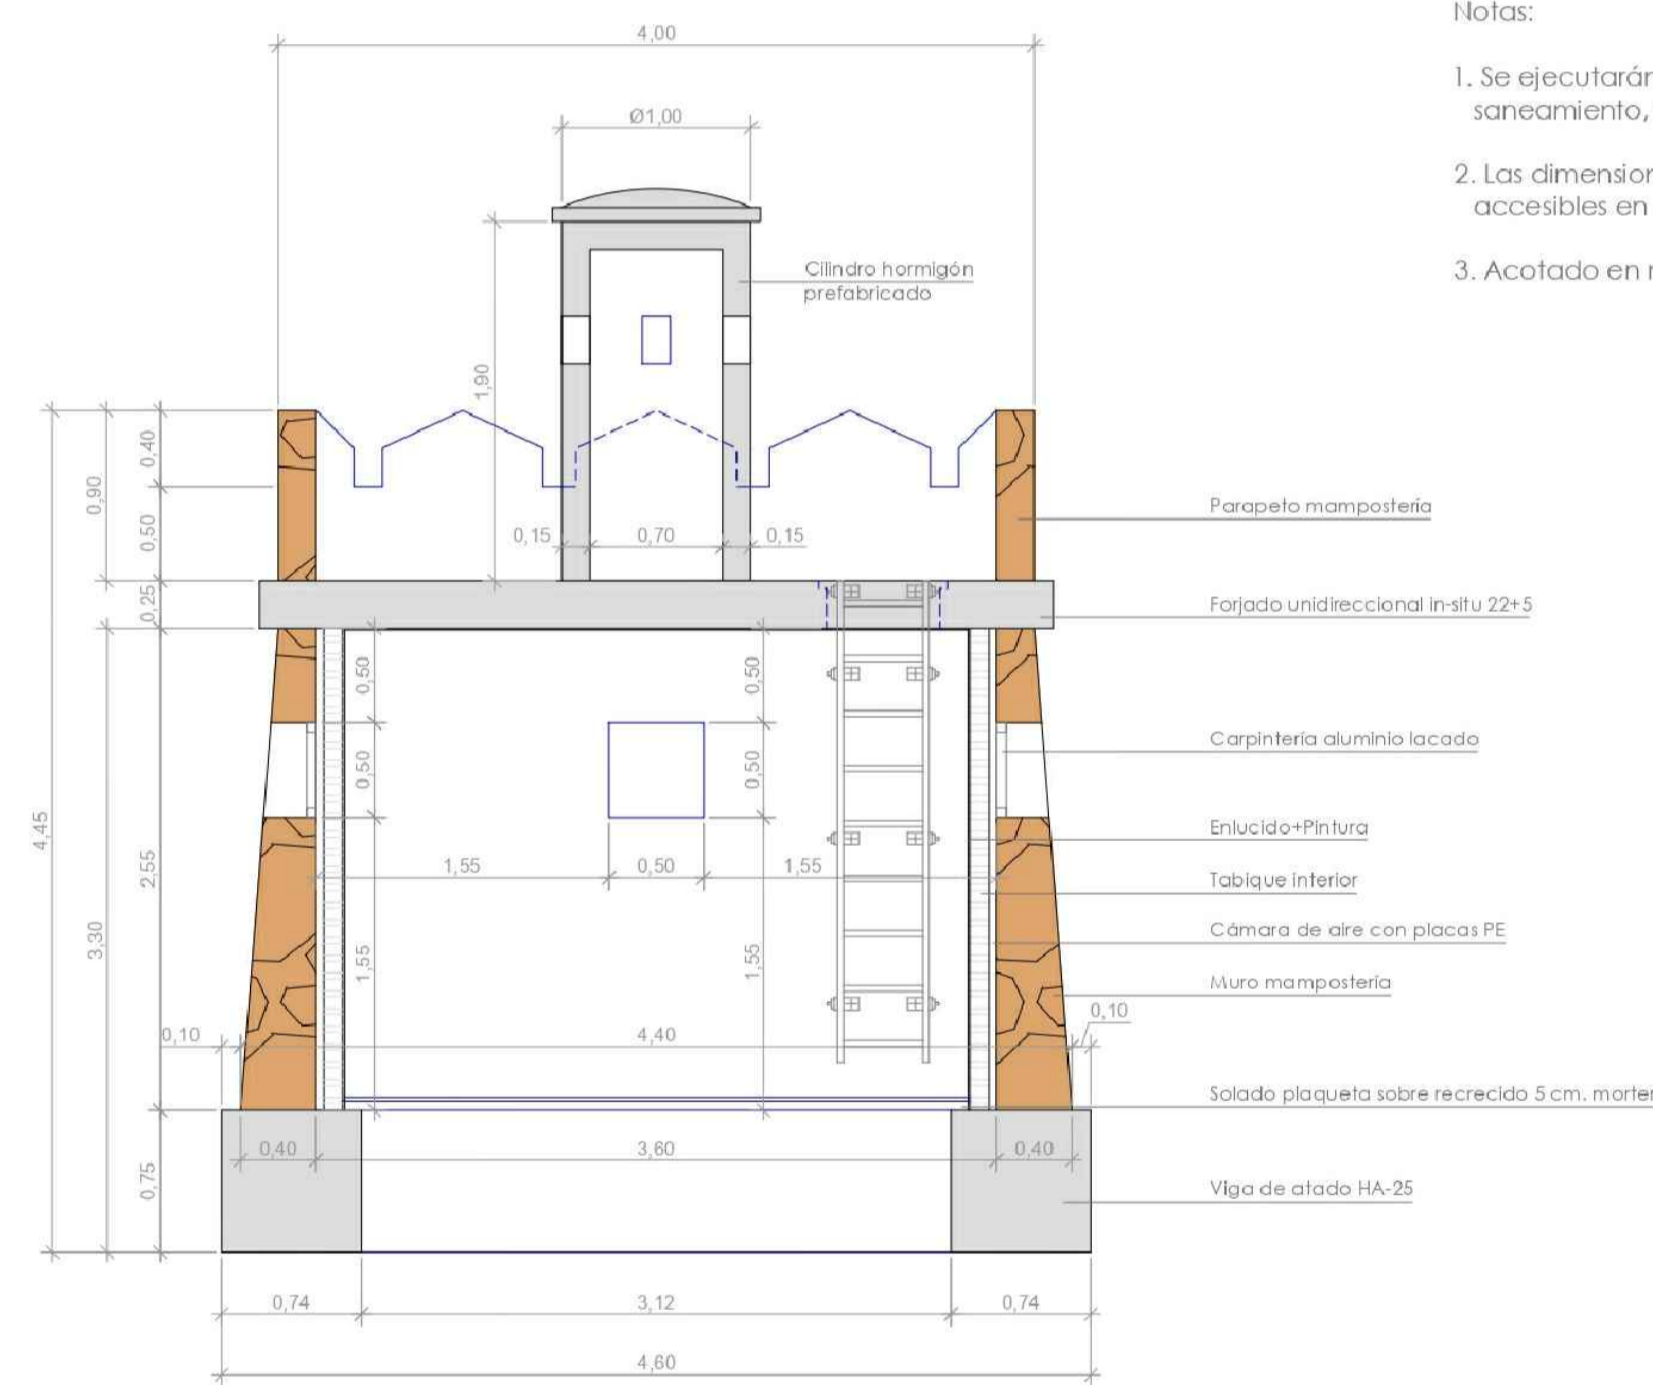 Notas:
1. Se ejecutarán
saneamiento,
2. Las dimension
accesibles en
3. Acotado en
4,00
Ø1,00
Cilindro hormigón
prefabricado
1,90
0,40
0,90
0,50
0,15
0,70
0,15
Parapeto mampostería
0,25
Forjado unidireccional in-situ 22+5
0,50
0,50
Carpintería aluminio lacado
0,50
0,50
4,45
Enlucido+Pintura
2,55
1,55
0,50
1,55
Tabique interior
3,30
Cámara de aire con placas PE
1,55
1,55
Muro mampostería
0,10
0,10
4,40
Solado plaqueta sobre recrecido 5 cm. morter
0,40
3,60
0,40
0,75
Viga de atado HA-25
0,74
3,12
0,74
4,60